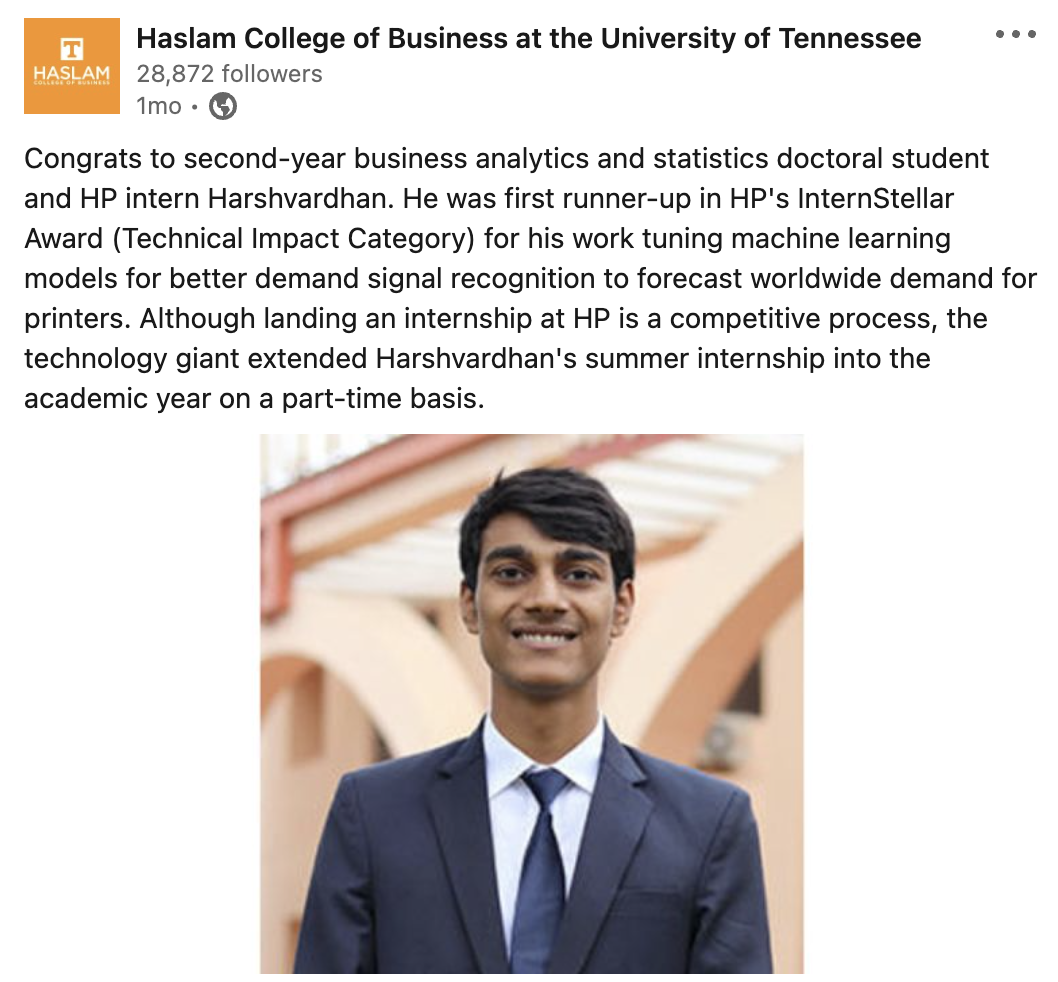 T
HASLAM
COLLEGE OF BUSINESS
Haslam College of Business at the University of Tennessee
28,872 followers
1mo •
Congrats to second-year business analytics and statistics doctoral student
and HP intern Harshvardhan. He was first runner-up in HP's InternStellar
Award (Technical Impact Category) for his work tuning machine learning
models for better demand signal recognition to forecast worldwide demand for
printers. Although landing an internship at HP is a competitive process, the
technology giant extended Harshvardhan's summer internship into the
academic year on a part-time basis.